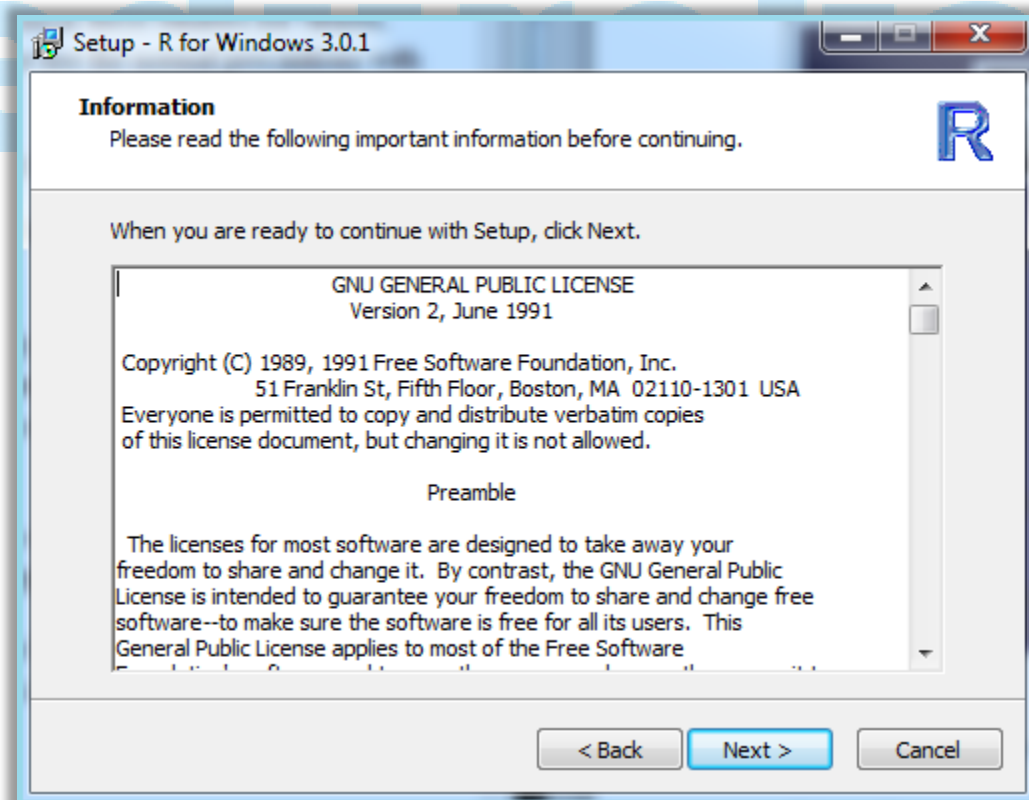 Setup - R for Windows 3.0.1
Information
Please read the following important information before continuing.
R
When you are ready to continue with Setup, click Next.
GNU GENERAL PUBLIC LICENSE
Version 2, June 1991
Copyright (C) 1989, 1991 Free Software Foundation, Inc.
51 Franklin St, Fifth Floor, Boston, MA 02110-1301 USA
Everyone is permitted to copy and distribute verbatim copies
of this license document, but changing it is not allowed.
Preamble
The licenses for most software are designed to take away your
freedom to share and change it. By contrast, the GNU General Public
License is intended to guarantee your freedom to share and change free
software--to make sure the software is free for all its users. This
General Public License applies to most of the Free Software
< Back
Next >
Cancel